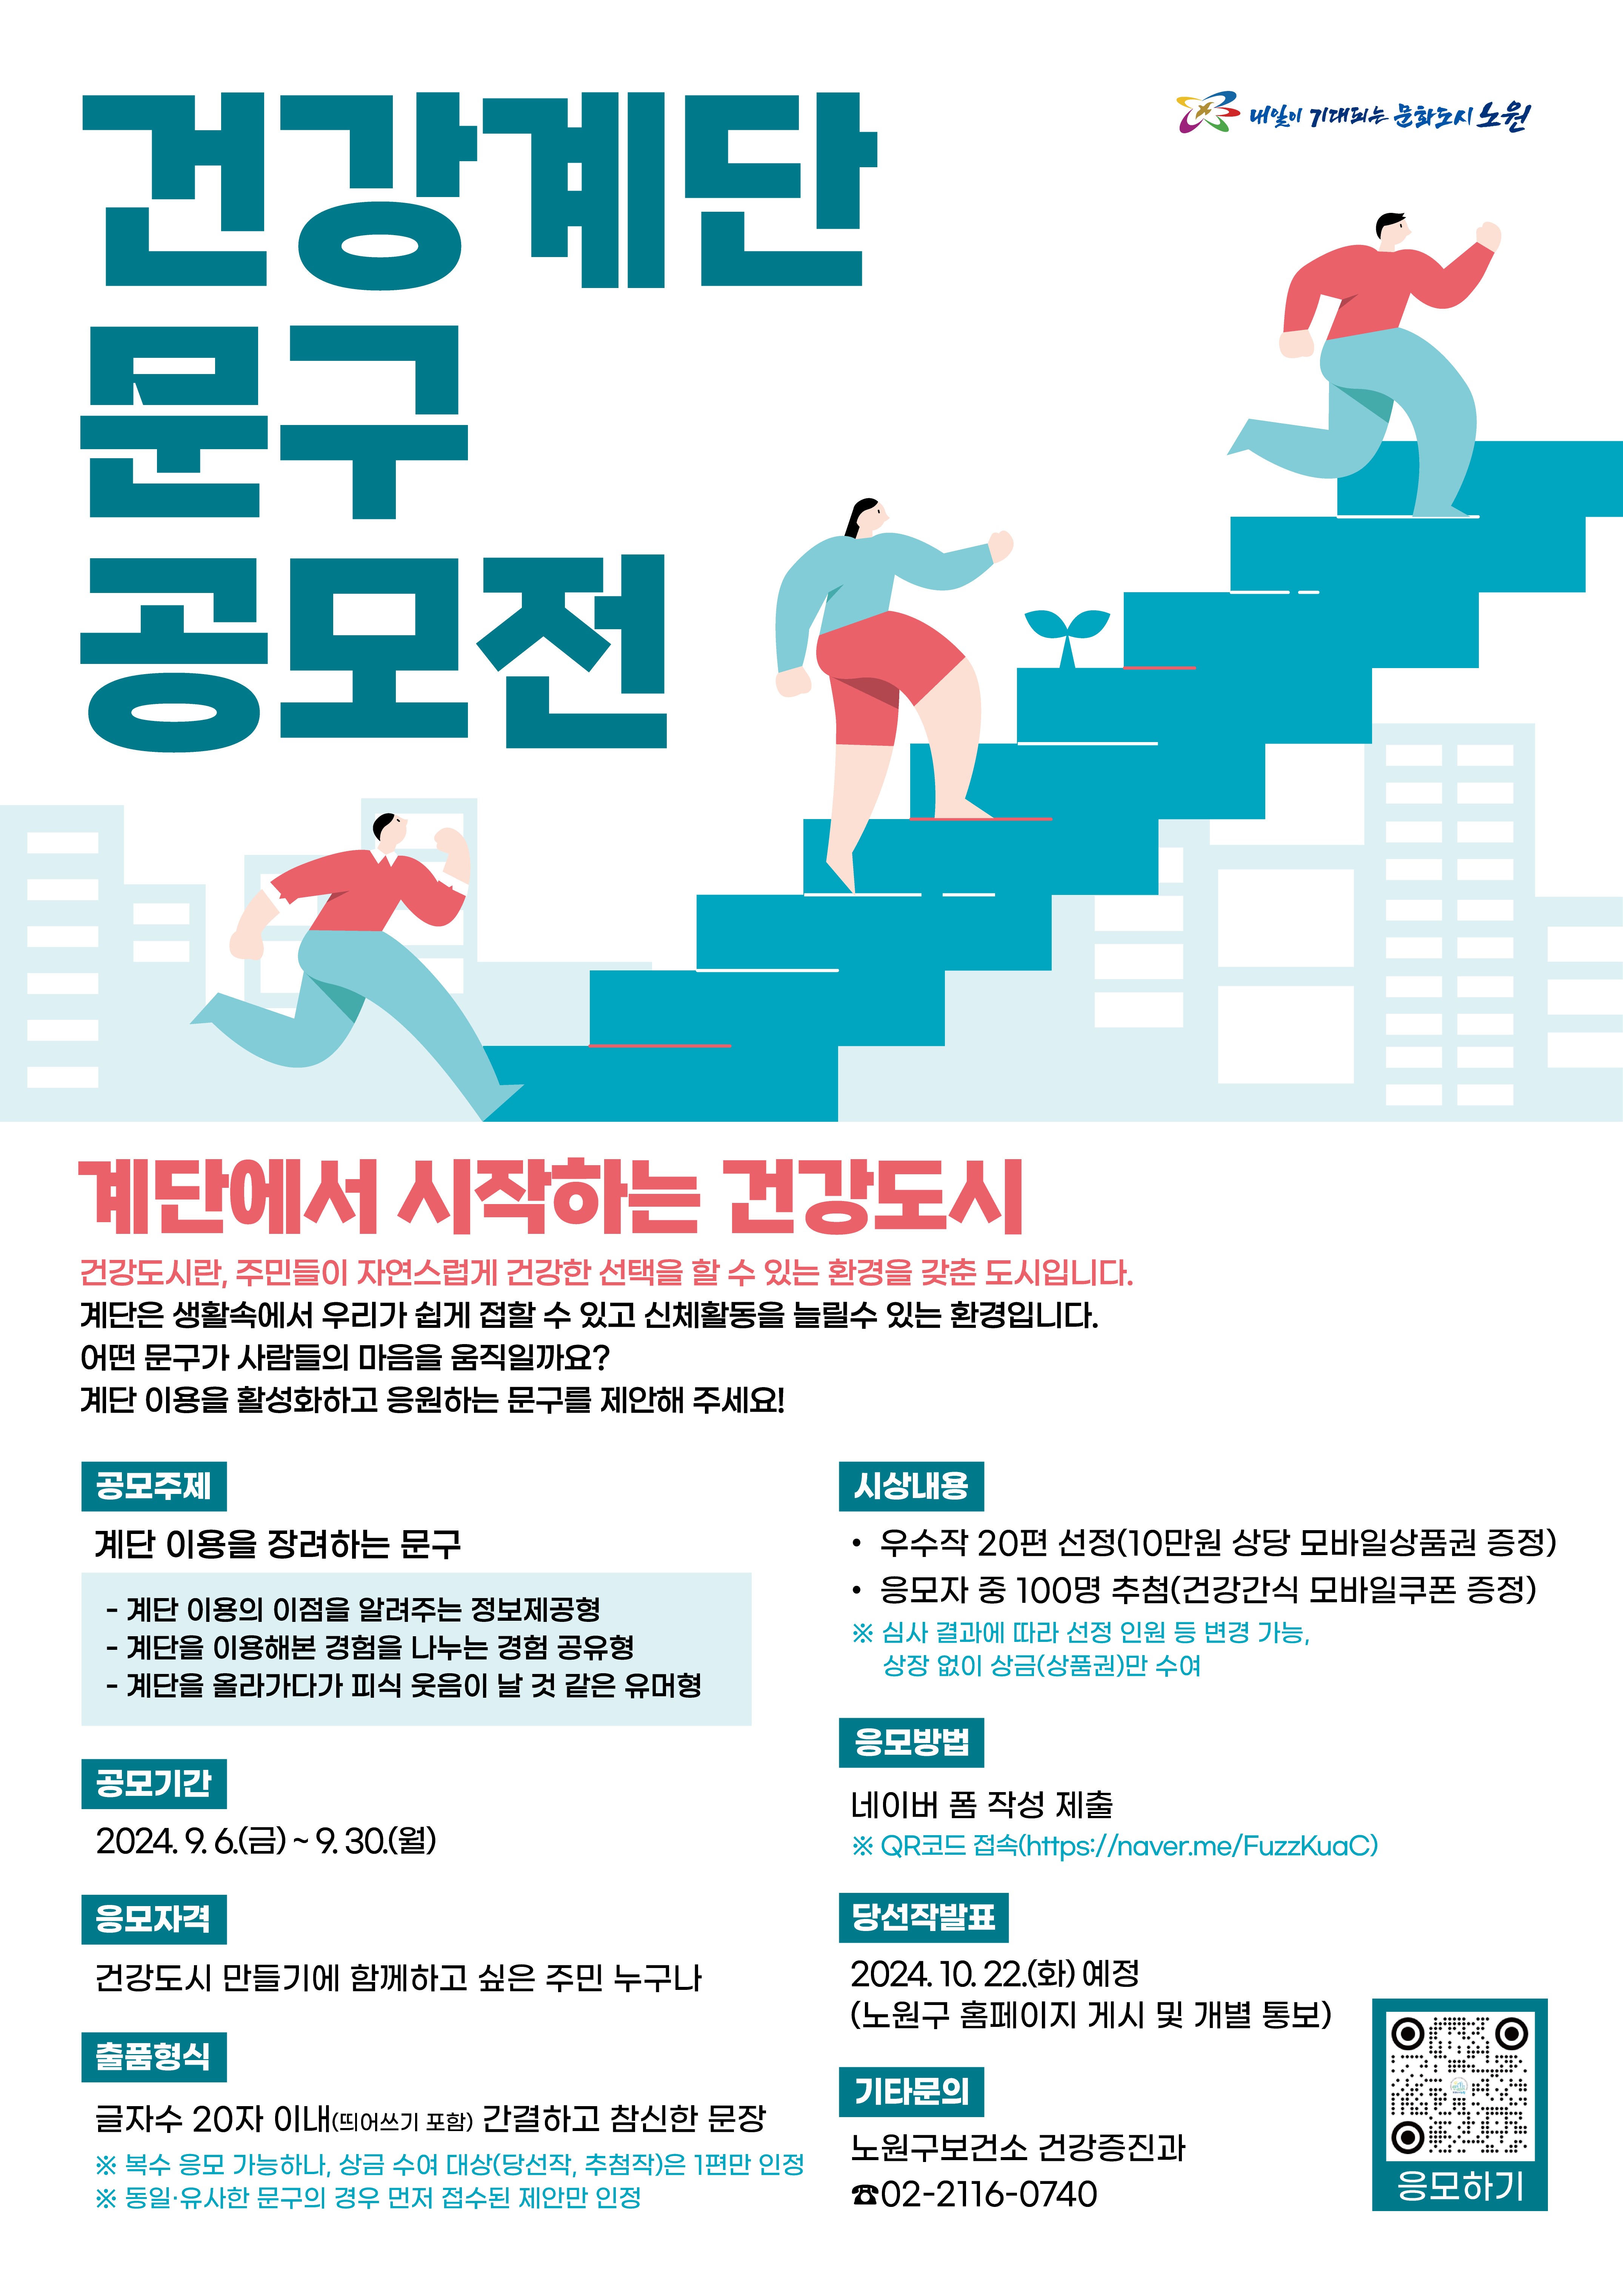 건강계단
문구
공모전
내일이 기대되는 문화도시 노원
계단에서 시작하는 건강도시
건강도시란, 주민들이 자연스럽게 건강한 선택을 할 수 있는 환경을 갖춘 도시입니다.
계단은 생활속에서 우리가 쉽게 접할 수 있고 신체활동을 늘릴수 있는 환경입니다.
어떤 문구가 사람들의 마음을 움직일까요?
계단 이용을 활성화하고 응원하는 문구를 제안해 주세요!
공모주제
계단 이용을 장려하는 문구
- 계단 이용의 이점을 알려주는 정보제공형
- 계단을 이용해본 경험을 나누는 경험 공유형
- 계단을 올라가다가 피식 웃음이 날 것 같은 유머형
공모기간
2024. 9. 6.(금) ~ 9. 30.(월)
응모자격
건강도시 만들기에 함께하고 싶은 주민 누구나
출품형식
글자수 20자 이내(띄어쓰기 포함) 간결하고 참신한 문장
※ 복수 응모 가능하나, 상금 수여 대상(당선작, 추첨작)은 1편만 인정
※ 동일·유사한 문구의 경우 먼저 접수된 제안만 인정
시상내용
• 우수작 20편 선정(10만원 상당 모바일상품권 증정)
• 응모자 중 100명 추첨(건강간식 모바일쿠폰 증정)
※ 심사 결과에 따라 선정 인원 등 변경 가능,
상장 없이 상금(상품권)만 수여
응모방법
네이버 폼 작성 제출
※ QR코드 접속(https://naver.me/FuzzKuaC)
당선작발표
2024. 10. 22.(화) 예정
(노원구 홈페이지 게시 및 개별 통보)
기타문의
노원구보건소 건강증진과
☎02-2116-0740
응모하기